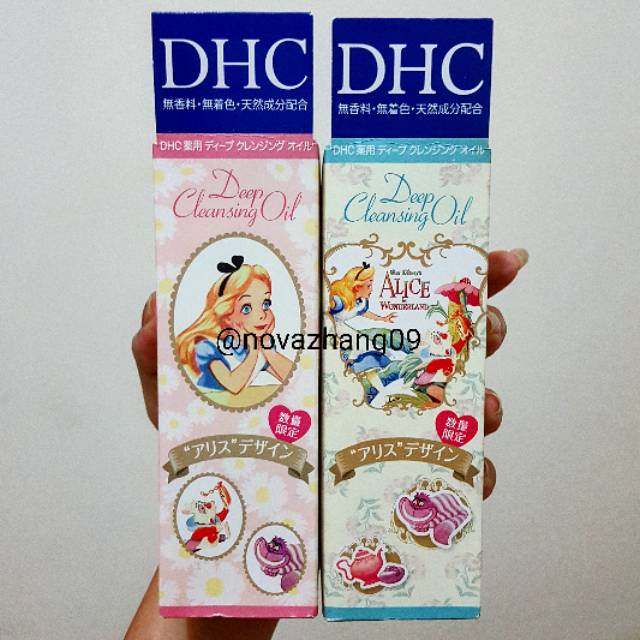 DHC
無香料・無着色・天然成分配合
DHC 薬用 ディープ クレンジング オイル
Deep
Cleansing Oil
数量
限定
"アリス"デザイン
DHC
無香料・無着色・天然成分配合
DHC 薬用 ディープ クレンジング オイル
Deep
Cleansing Oil
Walt Disney's
ALICE
IN
WONDERLAND
数量
限定
"アリス"デザイン
@novazhang09